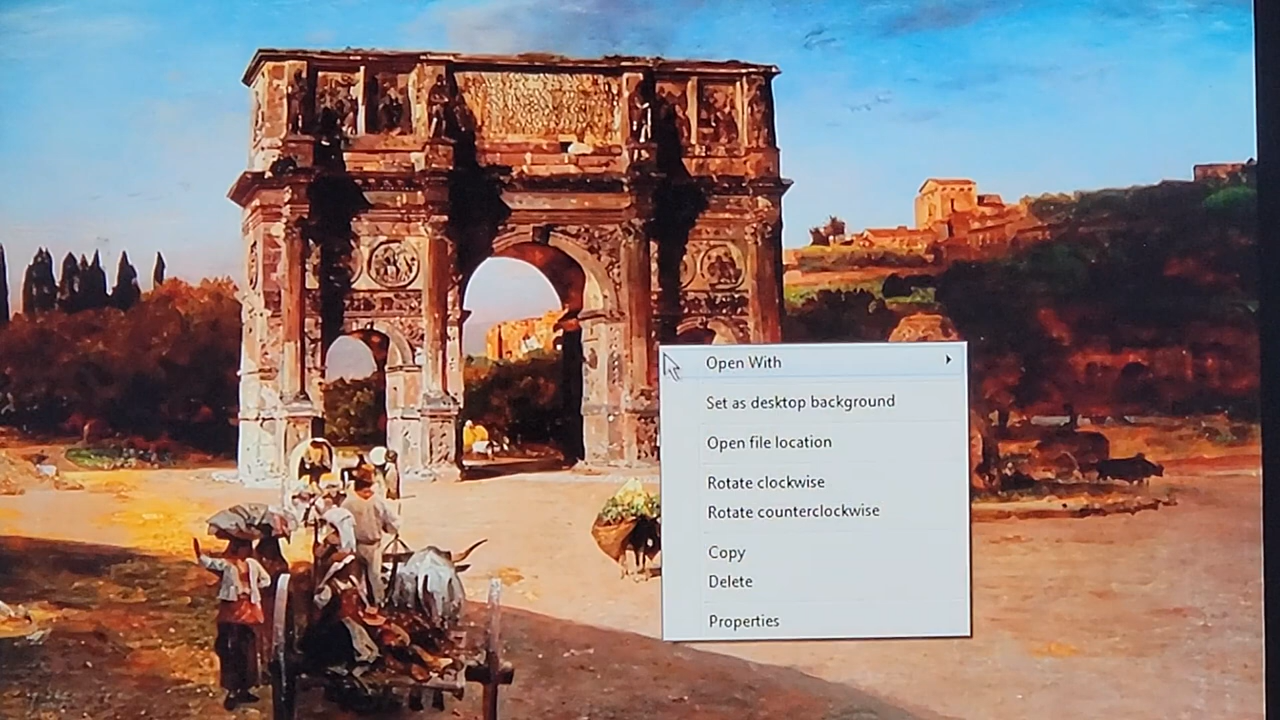 Open With
Set as desktop background
Open file location
Rotate clockwise
Rotate counterclockwise
Copy
Delete
Properties